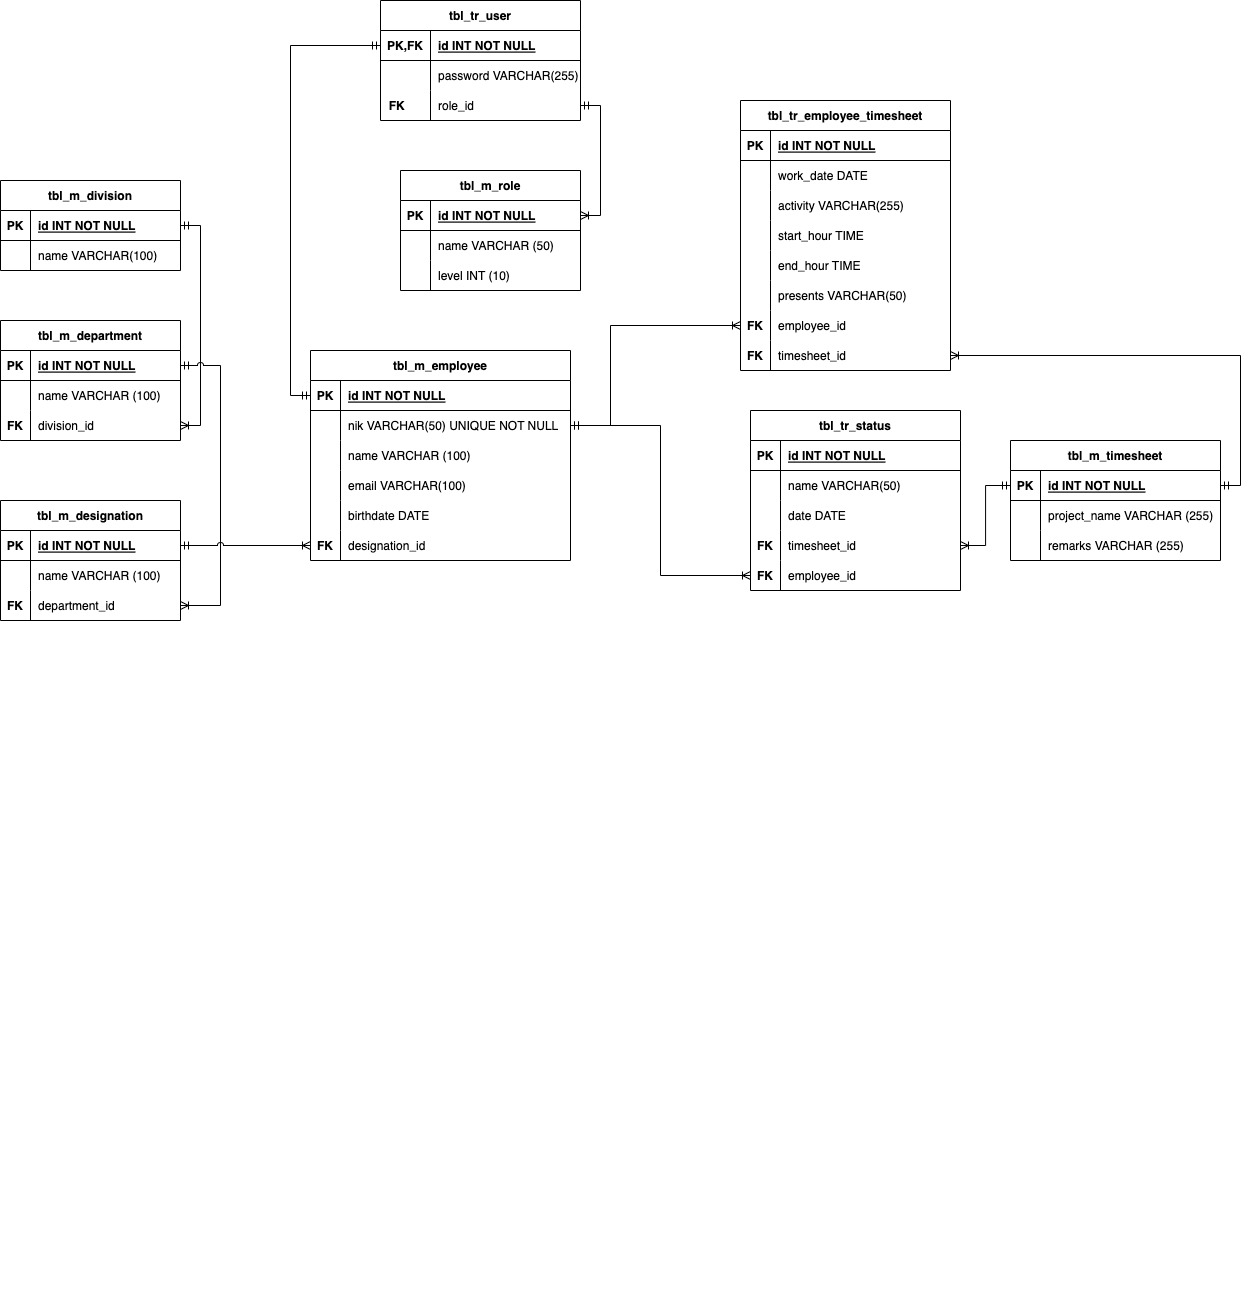 tbl_tr_user
PK,FK id INT NOT NULL
password VARCHAR(255)
FK role_id
tbl_m_role
PK id INT NOT NULL
name VARCHAR (50)
level INT (10)
tbl_m_division
PK id INT NOT NULL
name VARCHAR(100)
tbl_m_department
PK id INT NOT NULL
name VARCHAR (100)
FK division_id
tbl_m_designation
PK id INT NOT NULL
name VARCHAR (100)
FK department_id
tbl_m_employee
PK id INT NOT NULL
nik VARCHAR(50) UNIQUE NOT NULL
name VARCHAR (100)
email VARCHAR(100)
birthdate DATE
FK designation_id
tbl_tr_employee_timesheet
PK id INT NOT NULL
work_date DATE
activity VARCHAR(255)
start_hour TIME
end_hour TIME
presents VARCHAR(50)
FK employee_id
FK timesheet_id
tbl_tr_status
PK id INT NOT NULL
name VARCHAR(50)
date DATE
FK timesheet_id
FK employee_id
tbl_m_timesheet
PK id INT NOT NULL
project_name VARCHAR (255)
remarks VARCHAR (255)